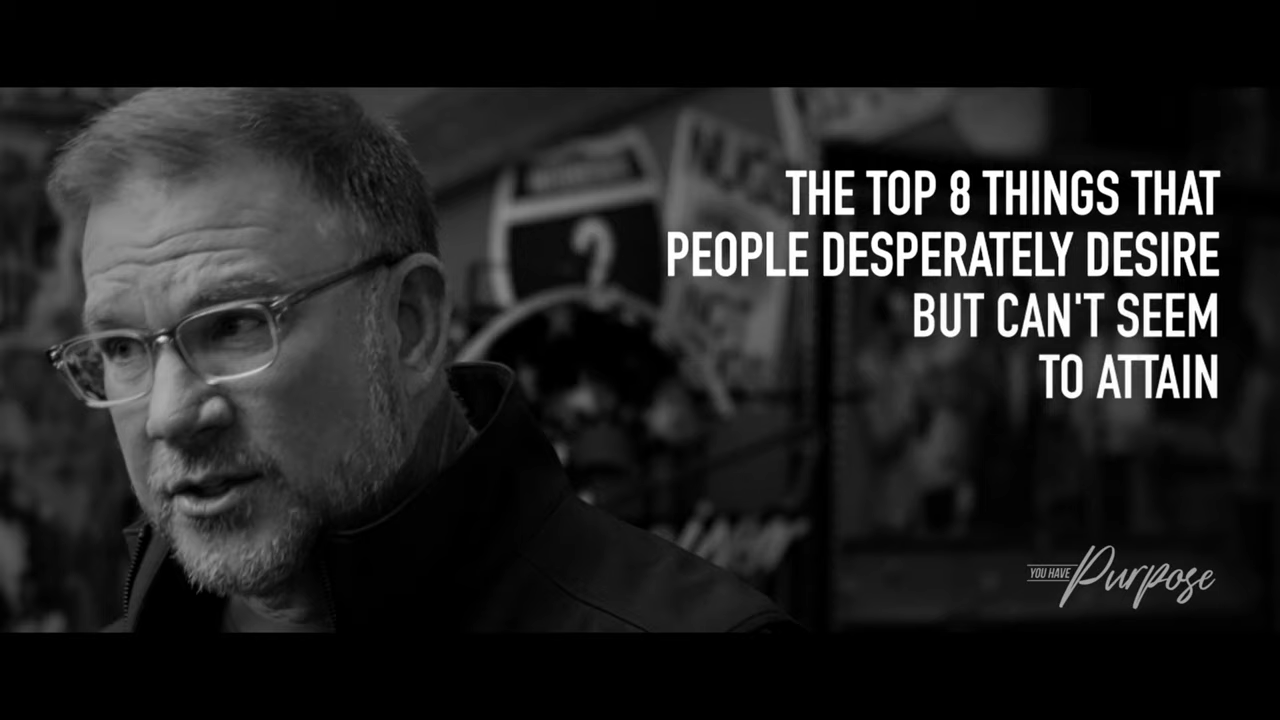 THE TOP 8 THINGS THAT
PEOPLE DESPERATELY DESIRE
BUT CAN'T SEEM
TO ATTAIN
YOU HAVE Purpose